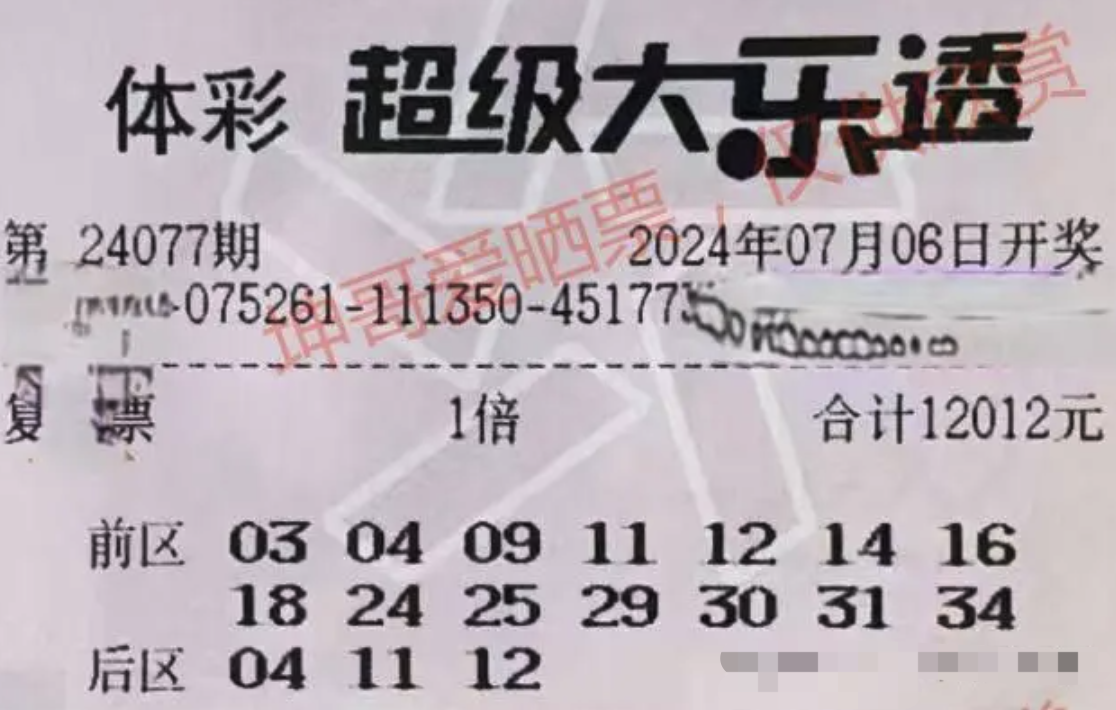 体彩 超级大乐透
第 24077期 2024年07月06日开奖
075261-111350-45177
坤哥爱晒票,仅供欣赏
复 票 1倍 合计12012元
前区 03 04 09 11 12 14 16
18 24 25 29 30 31 34
后区 04 11 12